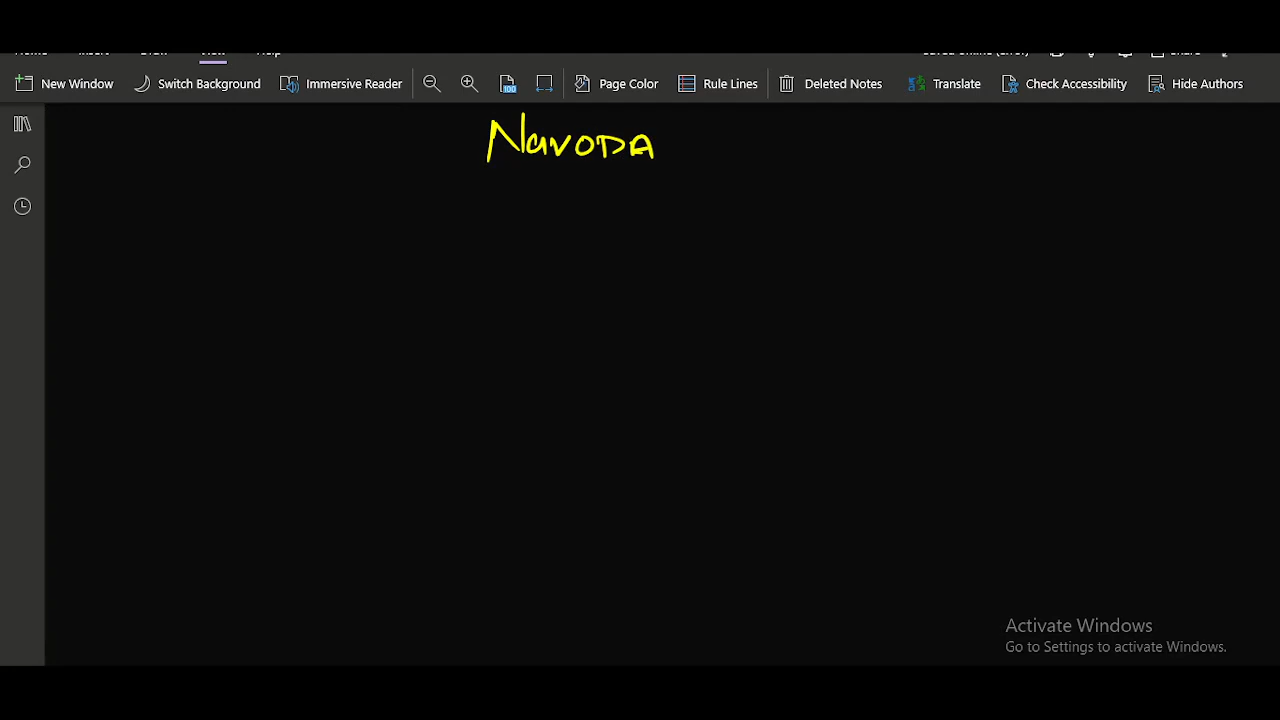 New Window Switch Background Immersive Reader Page Color Rule Lines Deleted Notes Translate Check Accessibility Hide Authors
NavODA
Activate Windows
Go to Settings to activate Windows.